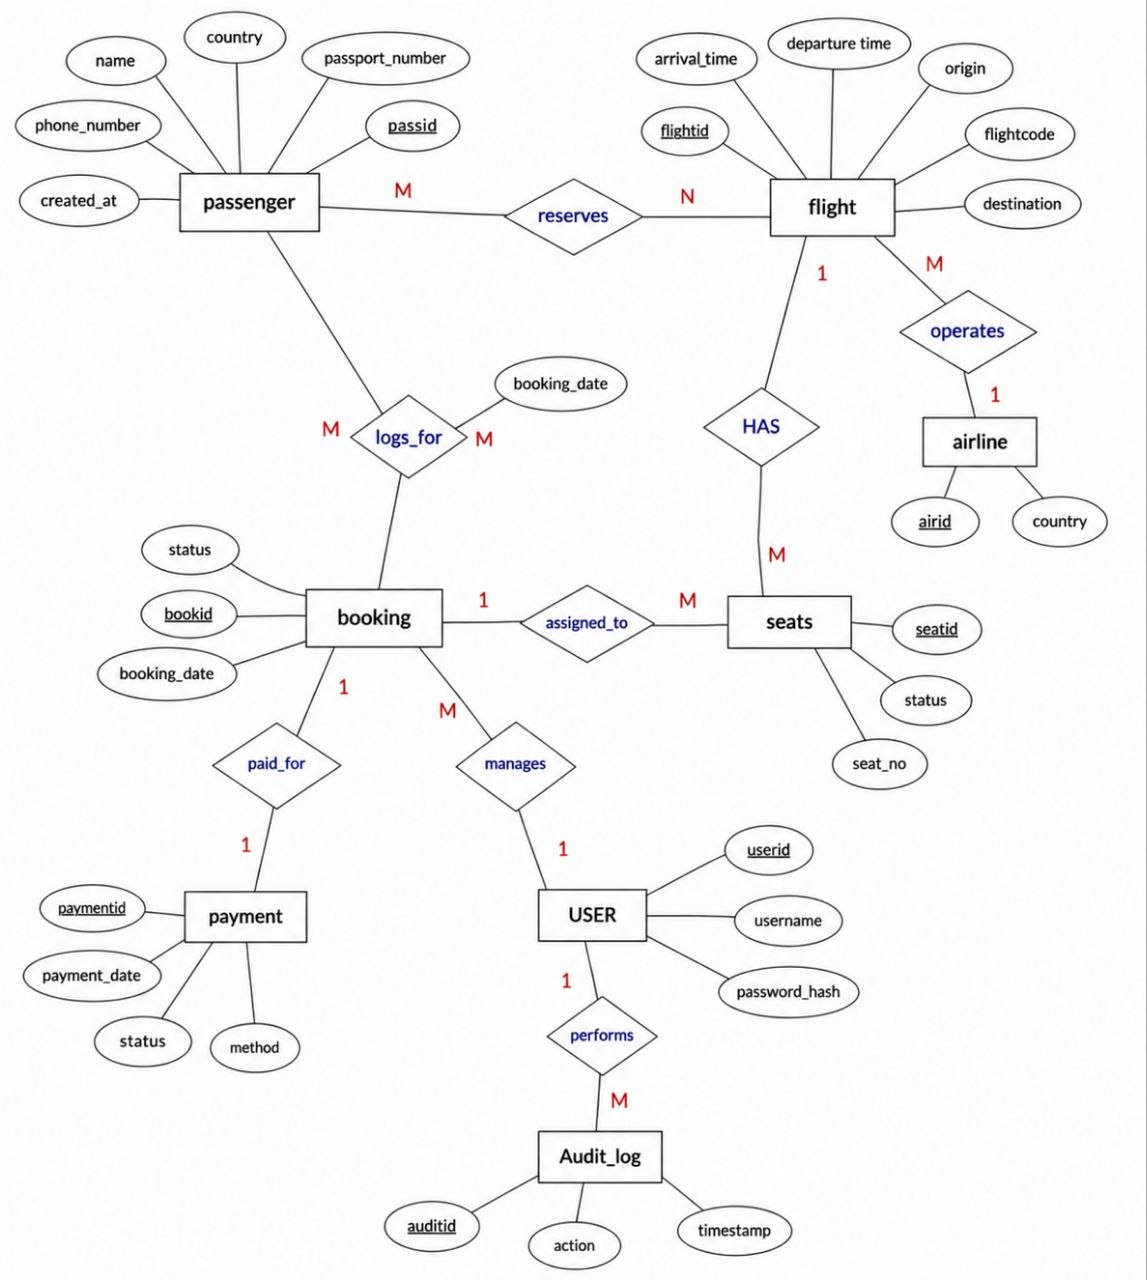 country
departure time
name
passport_number
arrival_time
origin
phone_number
passid
flightid
flightcode
created_at
passenger
M
reserves
N
flight
destination
1
M
operates
booking_date
1
M
logs_for
M
HAS
airline
airid
country
status
M
bookid
booking
1
assigned_to
M
seats
seatid
booking_date
1
M
status
paid_for
manages
seat_no
1
1
userid
paymentid
payment
USER
username
payment_date
1
password_hash
status
method
performs
M
Audit_log
auditid
action
timestamp